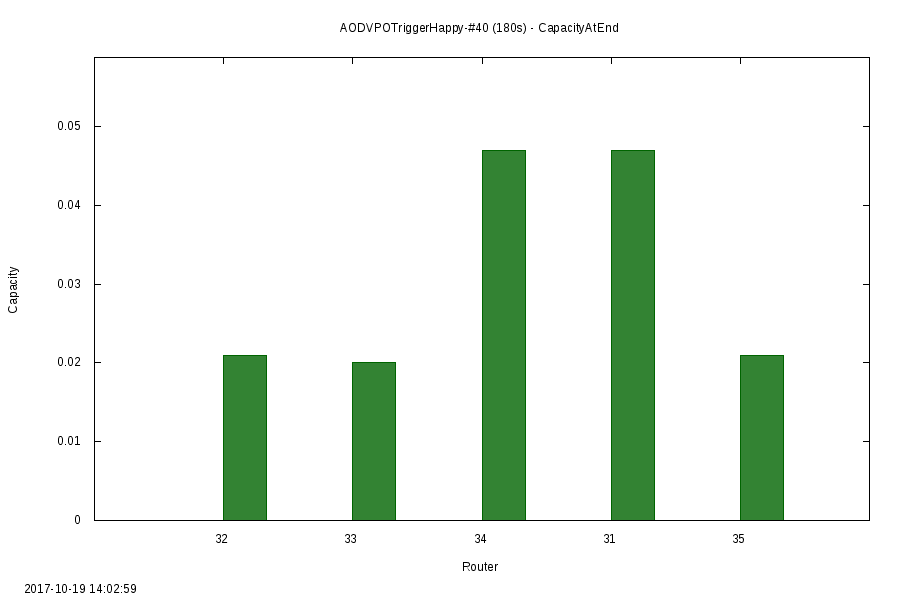 AODVPOTriggerHappy-#40 (180s) - CapacityAtEnd
0.05
0.04
0.03
0.02
0.01
0
Capacity
32 33 34 31 35
Router
2017-10-19 14:02:59